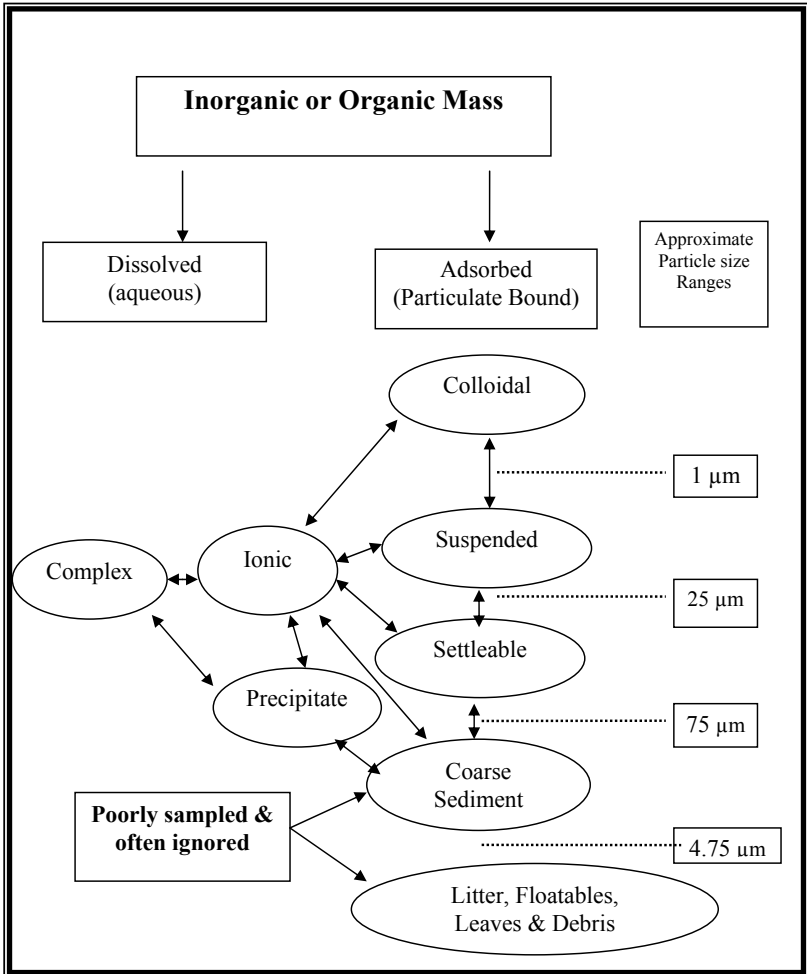 Inorganic or Organic Mass
Dissolved
(aqueous)
Adsorbed
(Particulate Bound)
Approximate
Particle size
Ranges
Colloidal
1 µm
Suspended
Ionic
Complex
25 µm
Settleable
Precipitate
75 µm
Coarse
Sediment
Poorly sampled &
often ignored
4.75 µm
Litter, Floatables,
Leaves & Debris